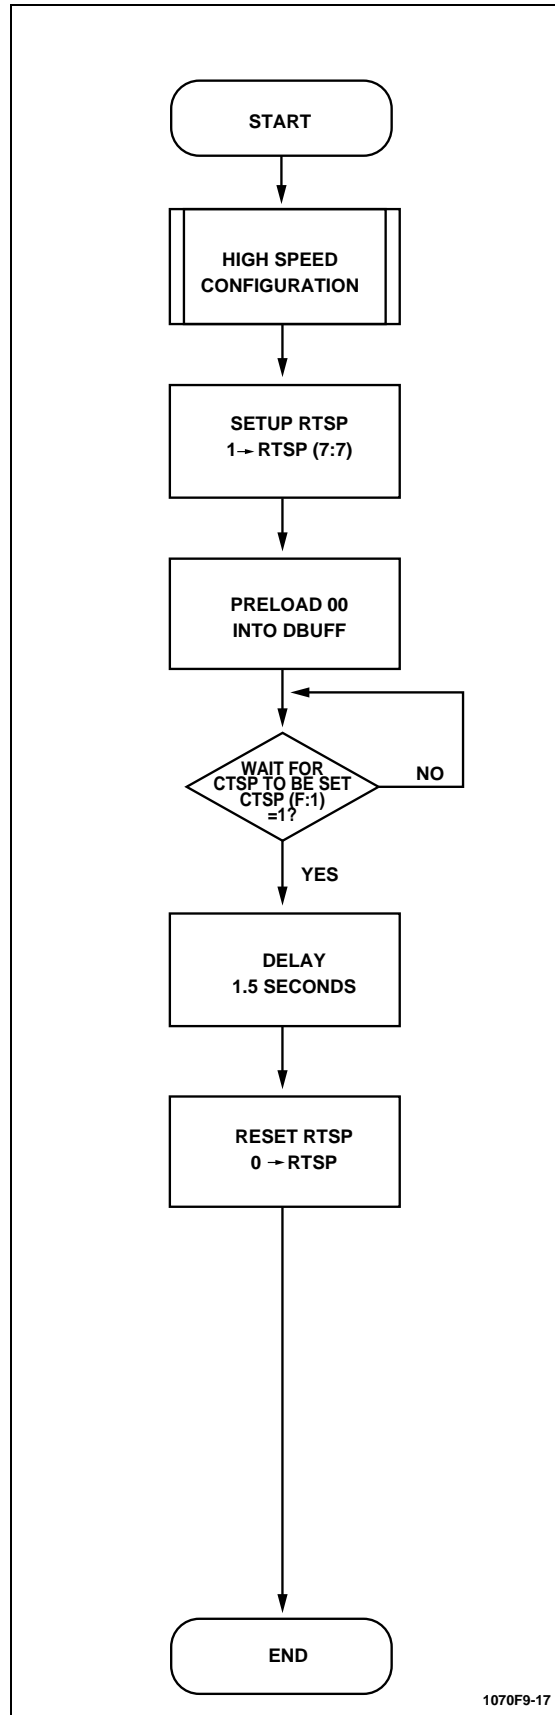 START
HIGH SPEED
CONFIGURATION
SETUP RTSP
1→ RTSP (7:7)
PRELOAD 00
INTO DBUFF
WAIT FOR
CTSP TO BE SET
CTSP (F:1)
=1?
NO
YES
DELAY
1.5 SECONDS
RESET RTSP
0 → RTSP
END
1070F9-17